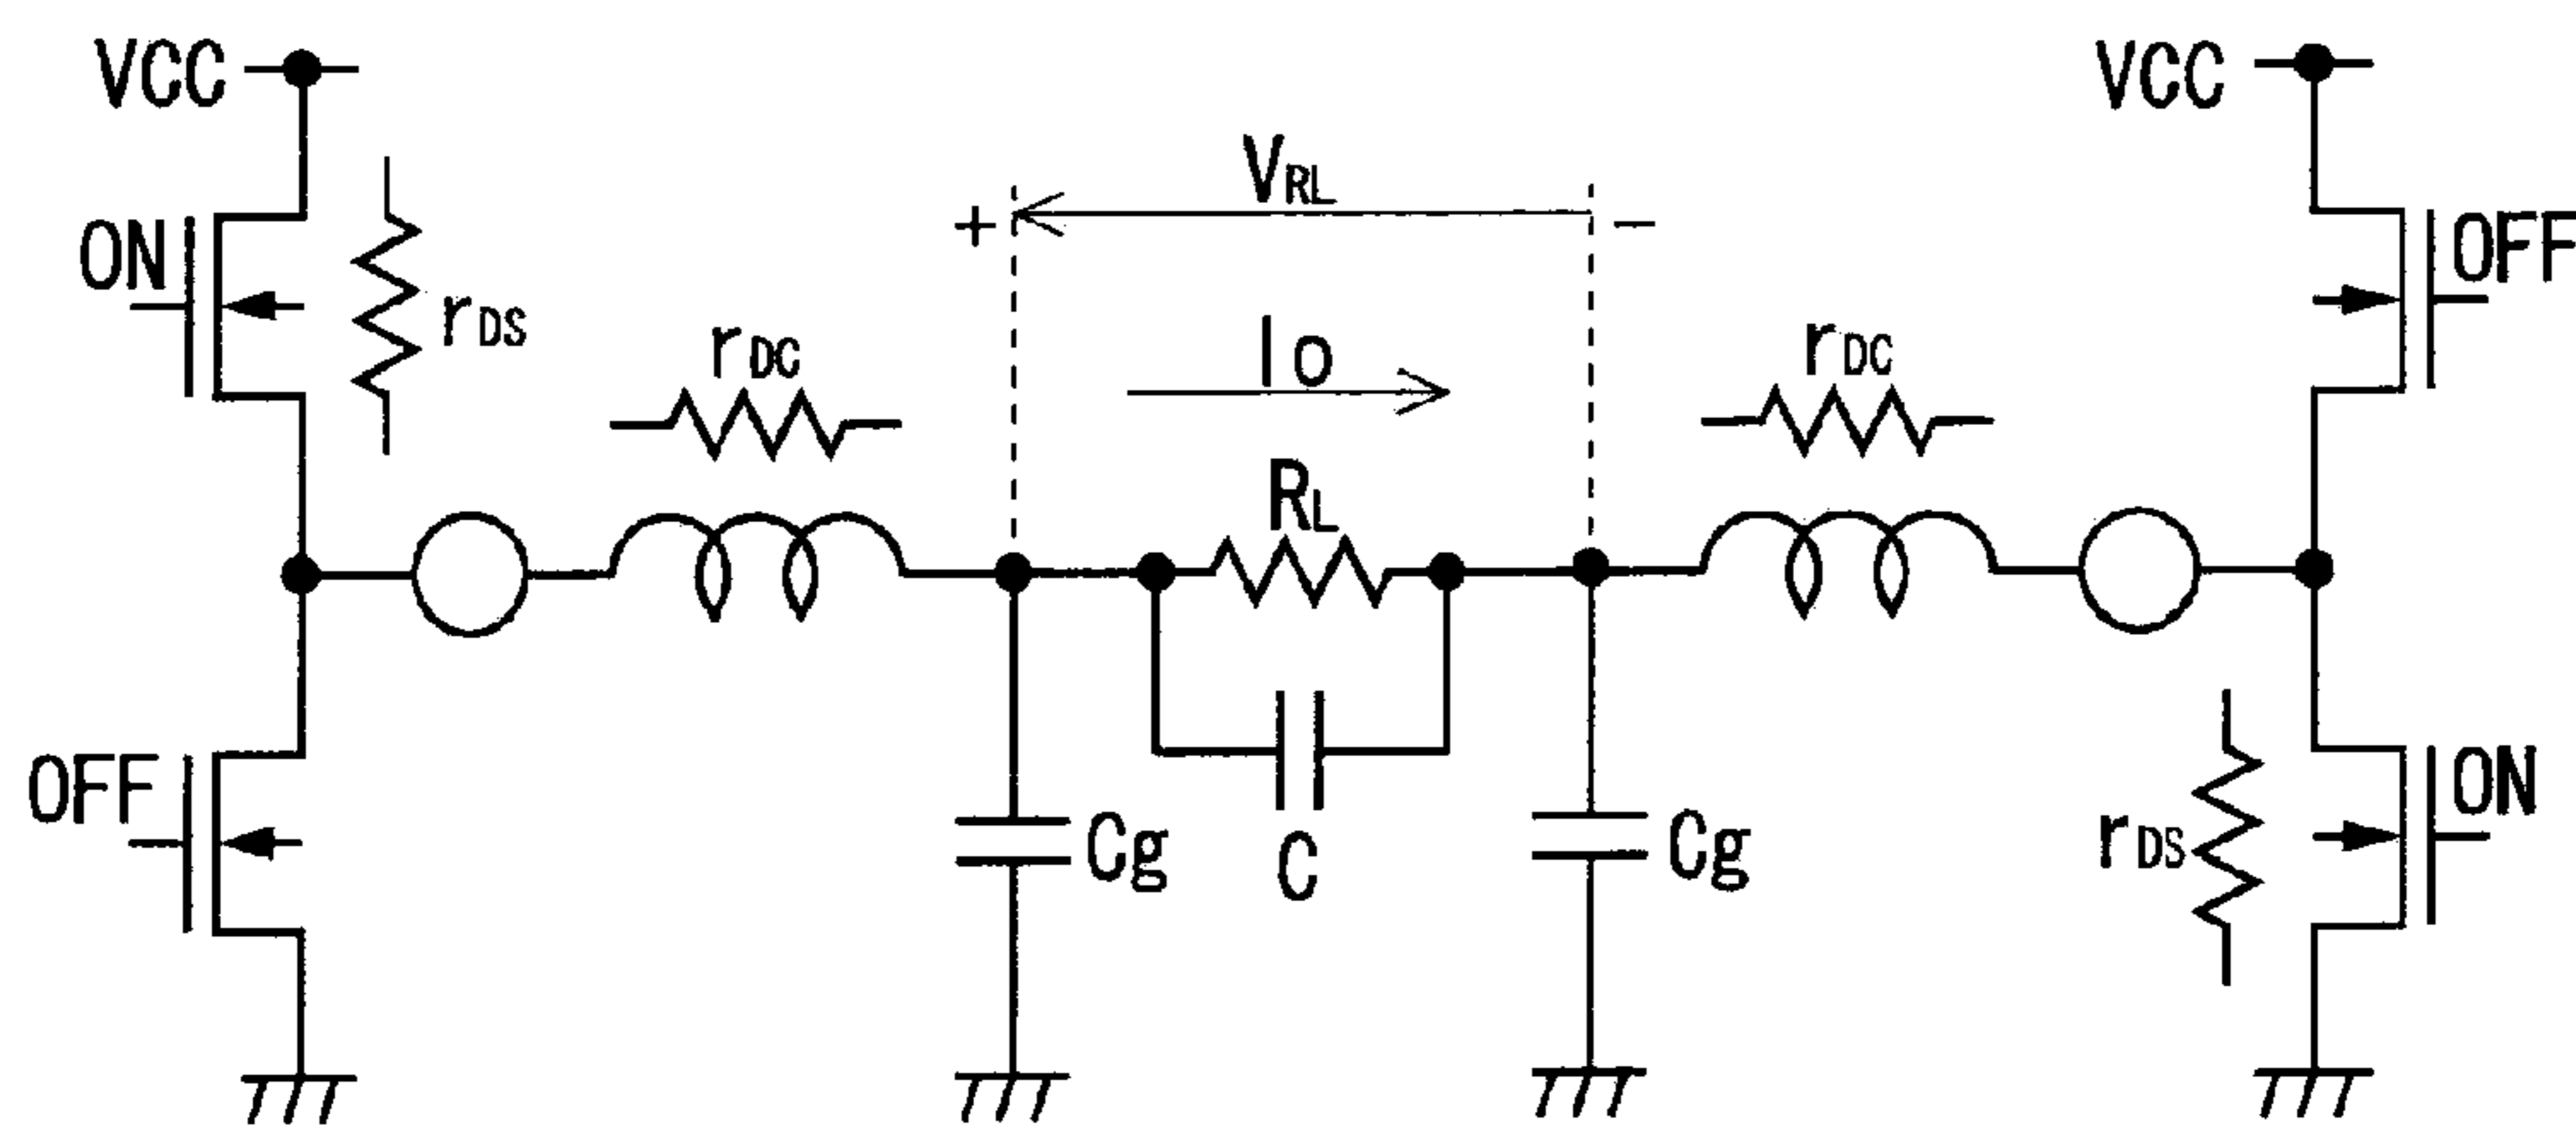 VCC
VCC
VRL
+
−
ON
OFF
rDS
rDC
Io
rDC
RL
OFF
ON
Cg
C
Cg
rDS